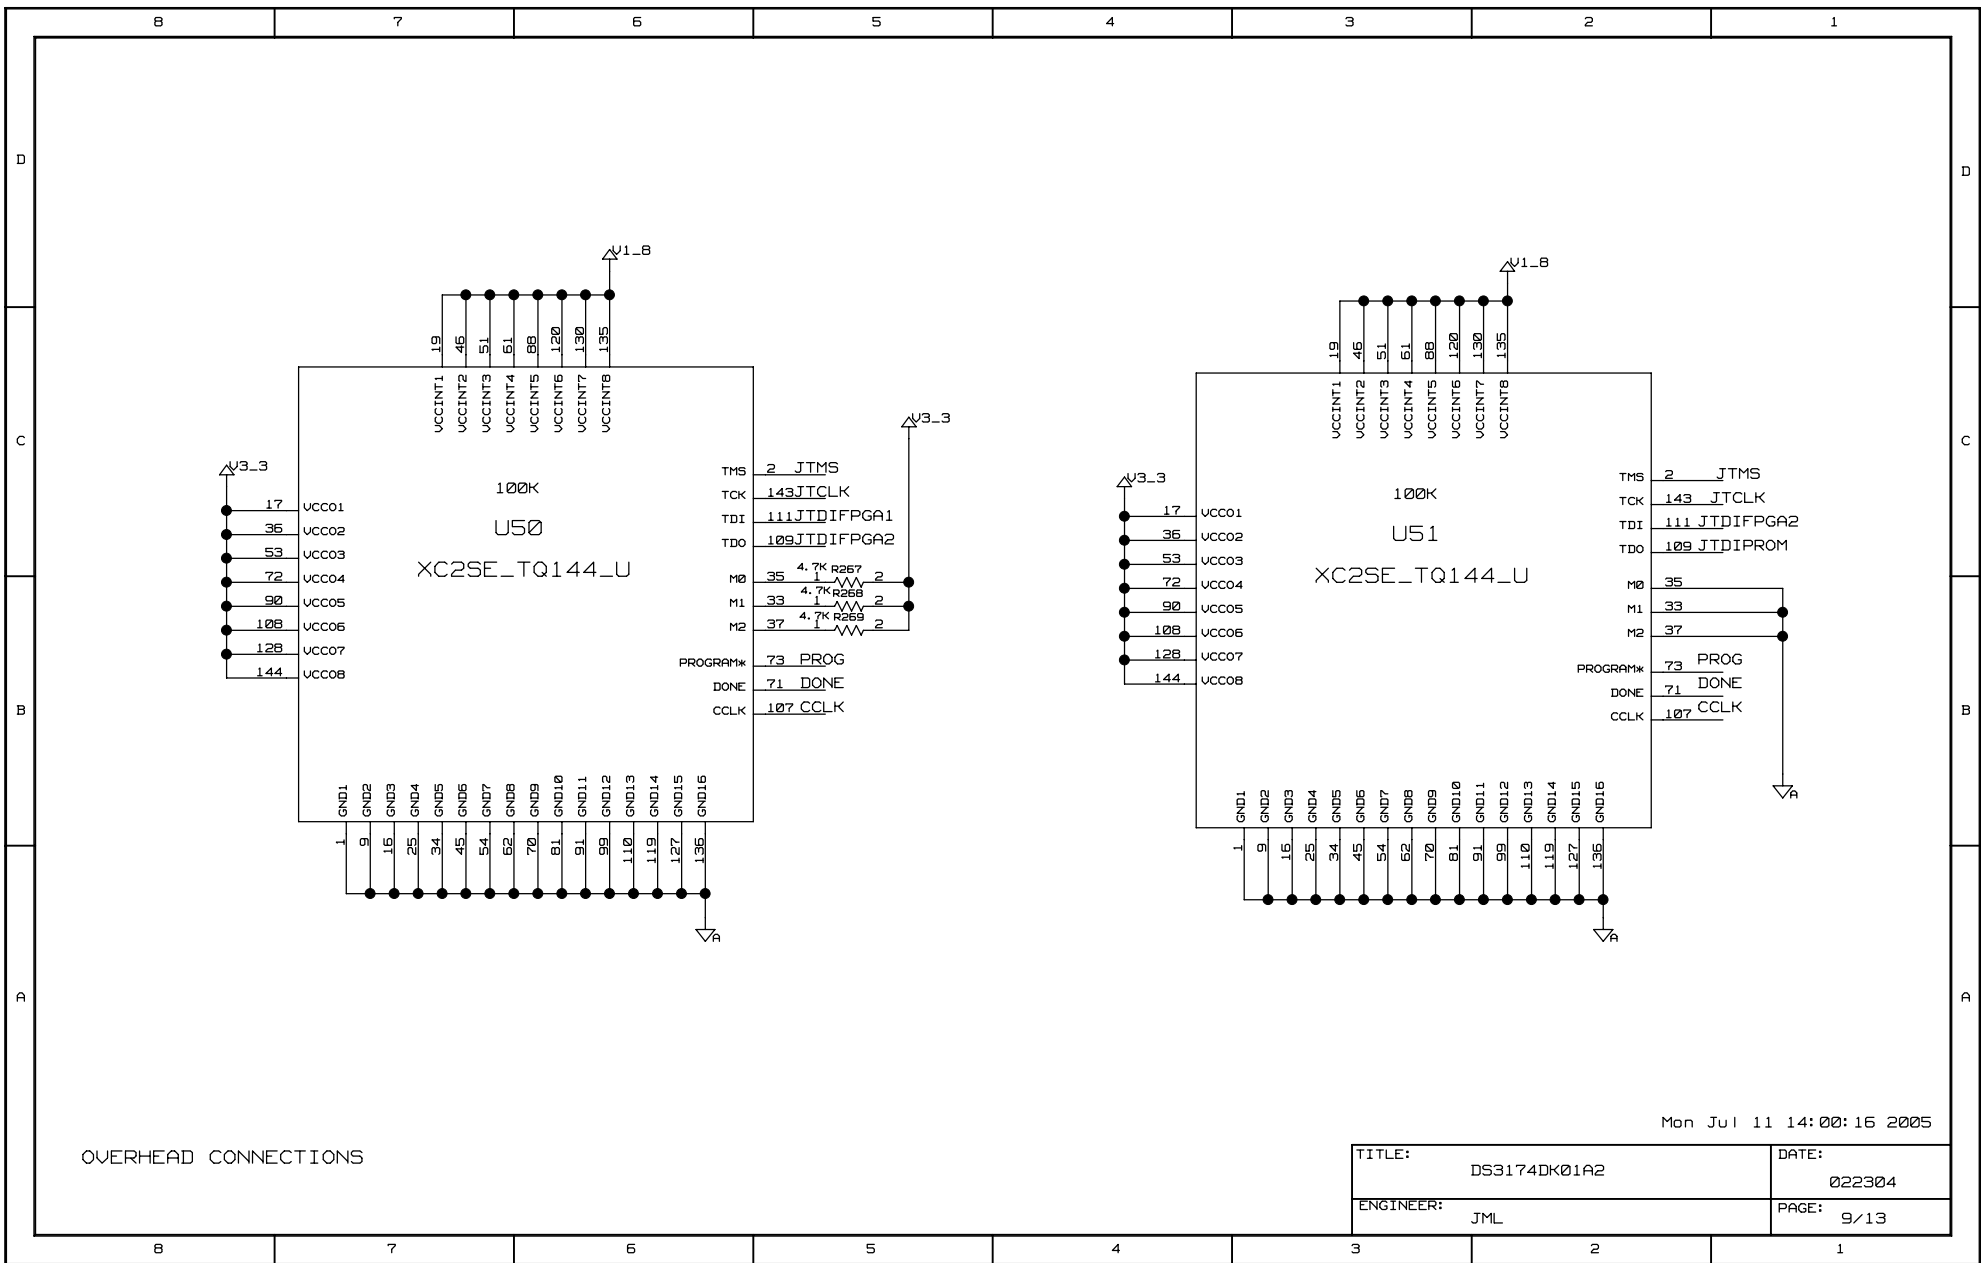 8 7 6 5 4 3 2 1
D D
C C
B B
A A
V1_8
19 46 51 61 88 120 130 135
VCCINT1 VCCINT2 VCCINT3 VCCINT4 VCCINT5 VCCINT6 VCCINT7 VCCINT8
V3_3
17 VCCO1
36 VCCO2
53 VCCO3
72 VCCO4
90 VCCO5
108 VCCO6
128 VCCO7
144 VCCO8
100K
U50
XC2SE_TQ144_U
V3_3
TMS 2 JTMS
TCK 143 JTCLK
TDI 111 JTDIFPGA1
TDO 109 JTDIFPGA2
M0 35 1 4.7K R267 2
M1 33 1 4.7K R268 2
M2 37 1 4.7K R269 2
PROGRAM* 73 PROG
DONE 71 DONE
CCLK 107 CCLK
GND1 GND2 GND3 GND4 GND5 GND6 GND7 GND8 GND9 GND10 GND11 GND12 GND13 GND14 GND15 GND16
1 9 16 25 34 45 54 62 70 81 91 99 110 119 127 136
A
V1_8
19 46 51 61 88 120 130 135
VCCINT1 VCCINT2 VCCINT3 VCCINT4 VCCINT5 VCCINT6 VCCINT7 VCCINT8
V3_3
17 VCCO1
36 VCCO2
53 VCCO3
72 VCCO4
90 VCCO5
108 VCCO6
128 VCCO7
144 VCCO8
100K
U51
XC2SE_TQ144_U
TMS 2 JTMS
TCK 143 JTCLK
TDI 111 JTDIFPGA2
TDO 109 JTDIPROM
M0 35
M1 33
M2 37
PROGRAM* 73 PROG
DONE 71 DONE
CCLK 107 CCLK
A
GND1 GND2 GND3 GND4 GND5 GND6 GND7 GND8 GND9 GND10 GND11 GND12 GND13 GND14 GND15 GND16
1 9 16 25 34 45 54 62 70 81 91 99 110 119 127 136
A
Mon Jul 11 14:00:16 2005
OVERHEAD CONNECTIONS
TITLE: DS3174DK01A2
DATE: 022304
ENGINEER: JML
PAGE: 9/13
8 7 6 5 4 3 2 1